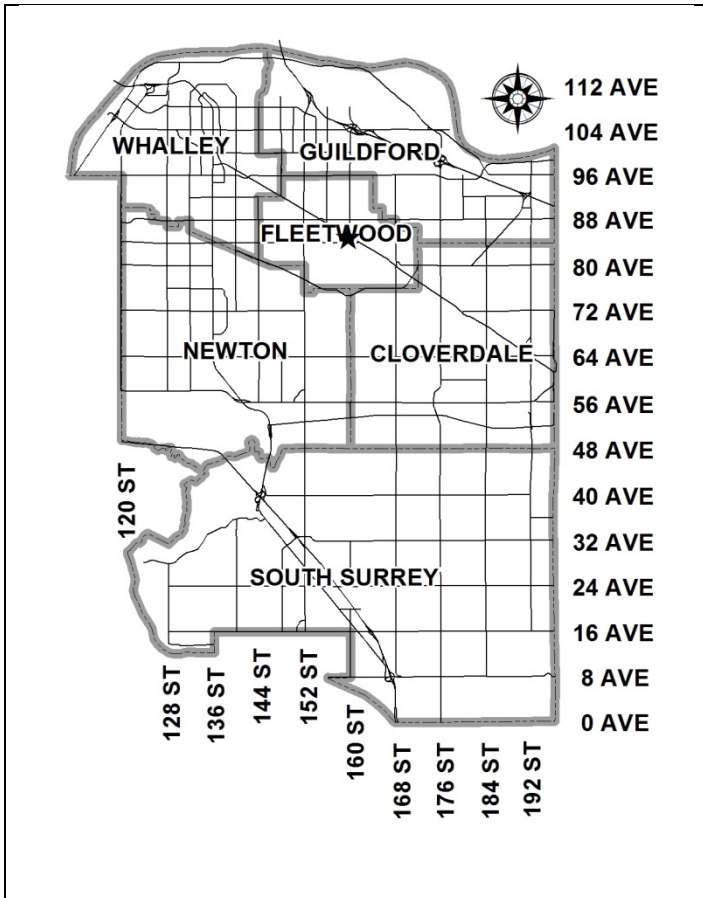 112 AVE
104 AVE
WHALLEY
GUILDFORD
96 AVE
88 AVE
FLEETWOOD
80 AVE
72 AVE
NEWTON
CLOVERDALE
64 AVE
56 AVE
48 AVE
120 ST
40 AVE
32 AVE
SOUTH SURREY
24 AVE
16 AVE
128 ST
136 ST
144 ST
152 ST
8 AVE
160 ST
0 AVE
168 ST
176 ST
184 ST
192 ST